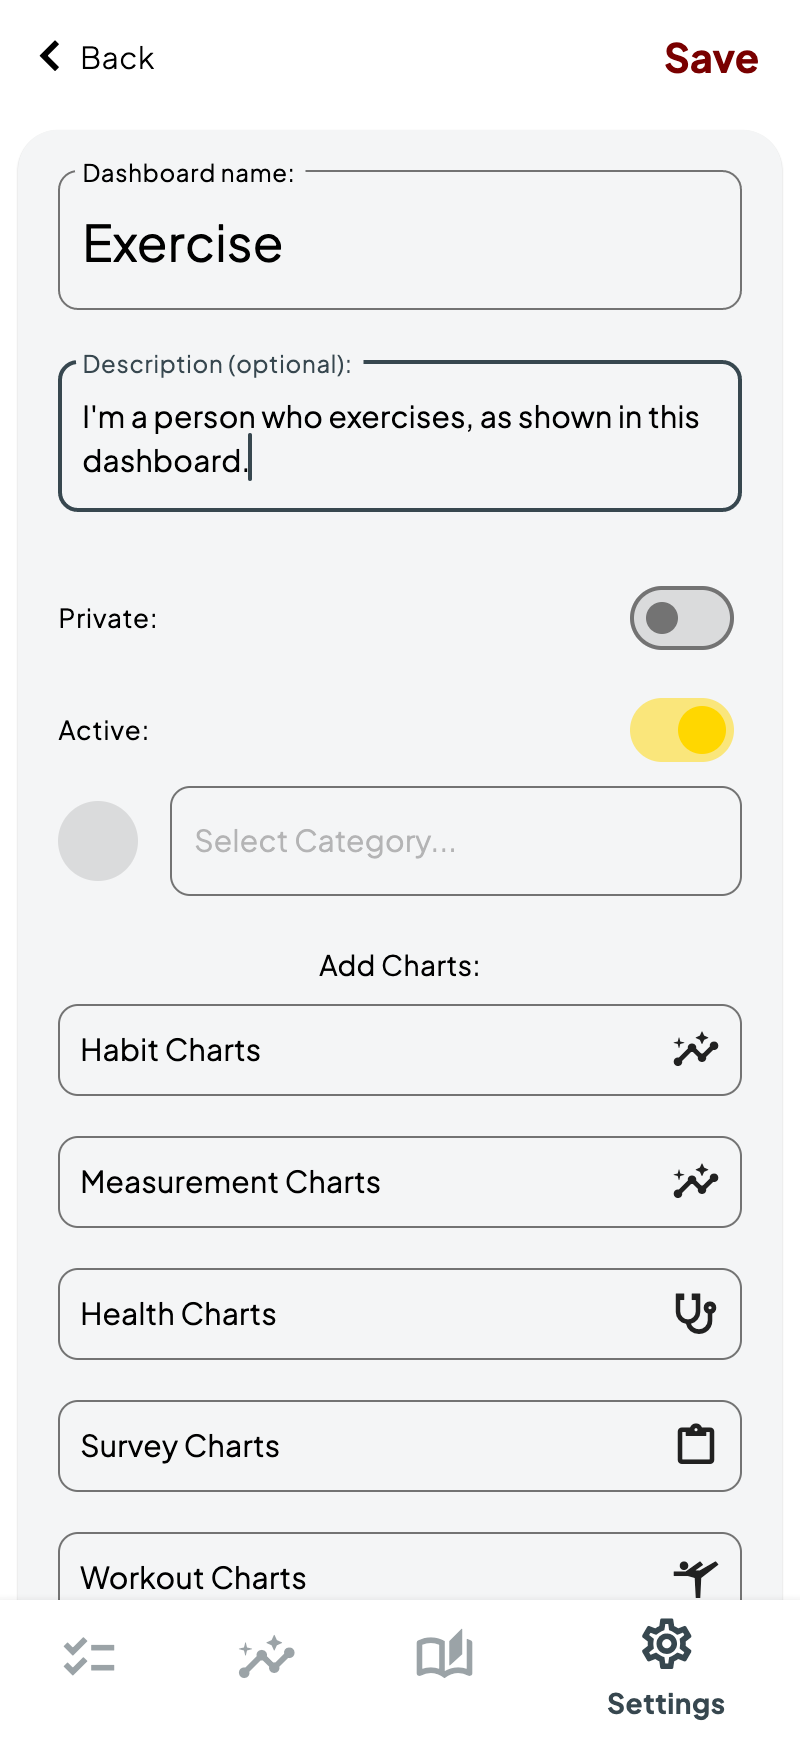 Back
Save
Dashboard name:
Exercise
Description (optional):
I'm a person who exercises, as shown in this
dashboard.
Private:
Active:
Select Category...
Add Charts:
Habit Charts
Measurement Charts
Health Charts
Survey Charts
Workout Charts
Settings